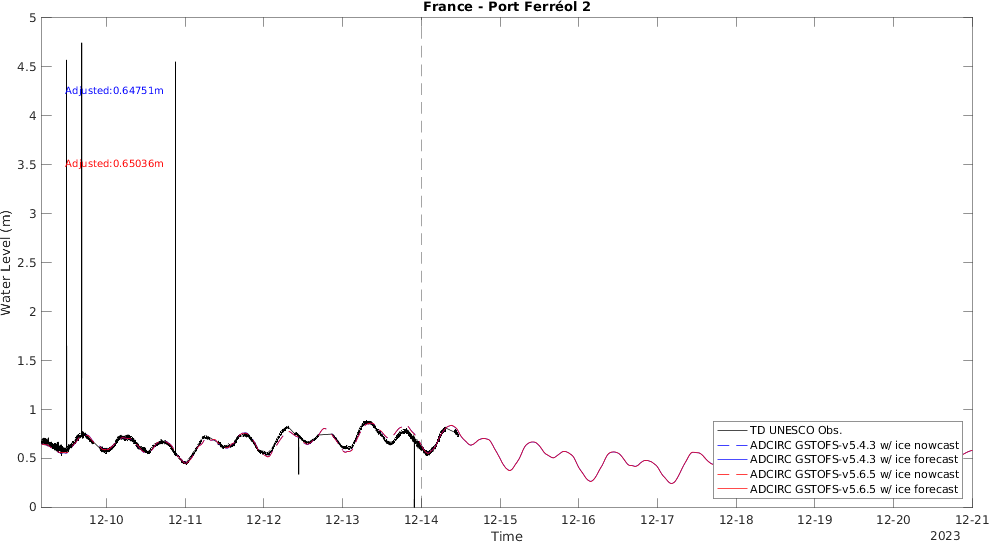 France - Port Ferréol 2
5
4.5
4
3.5
3
2.5
2
1.5
1
0.5
0
Water Level (m)
Adjusted:0.64751m
Adjusted:0.65036m
TD UNESCO Obs.
ADCIRC GSTOFS-v5.4.3 w/ ice nowcast
ADCIRC GSTOFS-v5.4.3 w/ ice forecast
ADCIRC GSTOFS-v5.6.5 w/ ice nowcast
ADCIRC GSTOFS-v5.6.5 w/ ice forecast
12-10 12-11 12-12 12-13 12-14 12-15 12-16 12-17 12-18 12-19 12-20 12-21
Time
2023